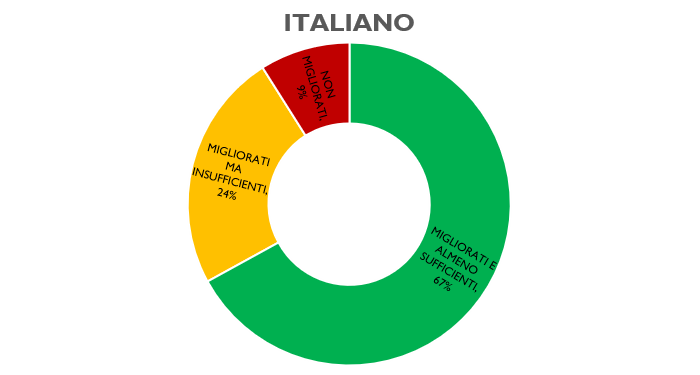 ITALIANO
NON
MIGLIORATI,
9%
MIGLIORATI
MA
INSUFFICIENTI,
24%
MIGLIORATI E
ALMENO
SUFFICIENTI,
67%